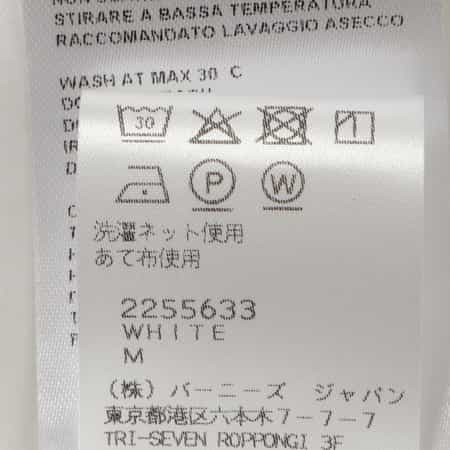 STIRARE A BASSA TEMPERATURA
RACCOMANDATO LAVAGGIO ASECCO
WASH AT MAX 30 C
30
P
W
洗濯ネット使用
あて布使用
2255633
WHITE
M
(株) バーニーズ ジャパン
東京都港区六本木7-7-7
TRI-SEVEN ROPPONGI 3F